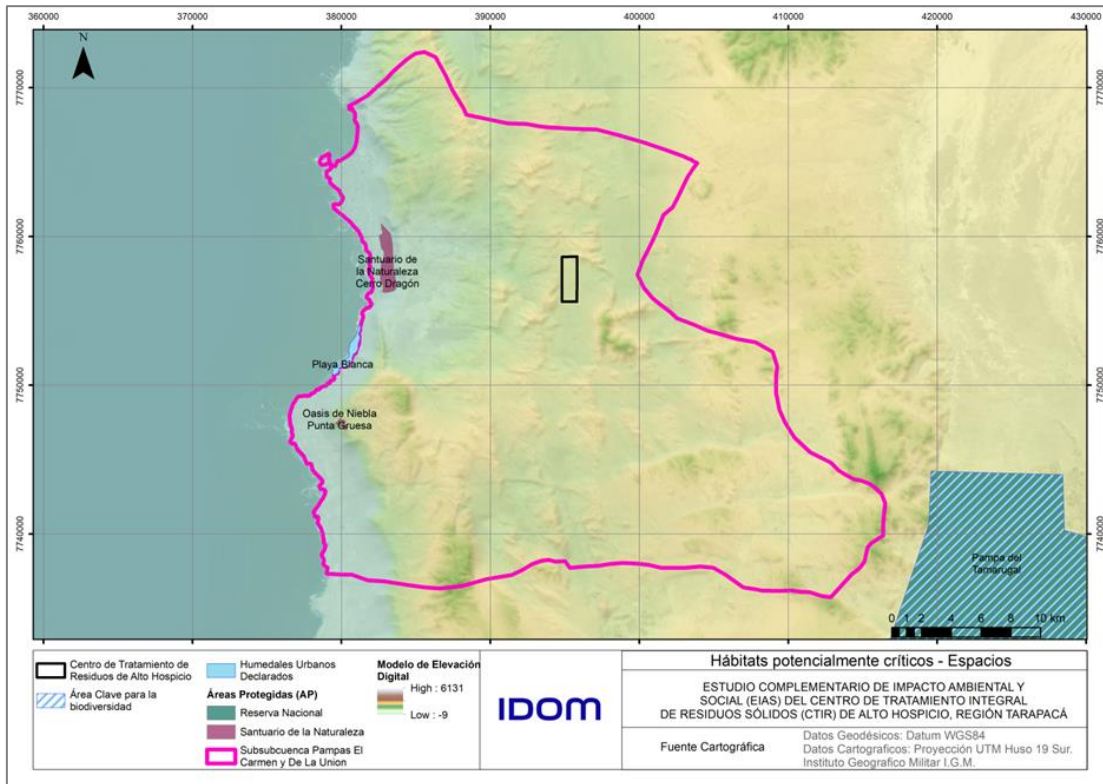 360000 370000 380000 390000 400000 410000 420000 430000
N
7770000
7770000
7760000
7760000
Santuario de
la Naturaleza
Cerro Dragón
Playa Blanca
7750000
7750000
Oasis de Niebla
Punta Gruesa
7740000
7740000
Pampa del
Tamarugal
0 1 2 4 6 8 10 km
Centro de Tratamiento de
Residuos de Alto Hospicio
Área Clave para la
biodiversidad
Humedales Urbanos
Declarados
Áreas Protegidas (AP)
Reserva Nacional
Santuario de la Naturaleza
Subsubcuenca Pampas El
Carmen y De La Union
Modelo de Elevación
Digital
High : 6131
Low : -9
IDOM
Hábitats potencialmente críticos - Espacios
ESTUDIO COMPLEMENTARIO DE IMPACTO AMBIENTAL Y
SOCIAL (EIAS) DEL CENTRO DE TRATAMIENTO INTEGRAL
DE RESIDUOS SÓLIDOS (CTIR) DE ALTO HOSPICIO, REGIÓN TARAPACÁ
Fuente Cartográfica
Datos Geodésicos: Datum WGS84
Datos Cartograficos: Proyección UTM Huso 19 Sur.
Instituto Geografico Militar I.G.M.